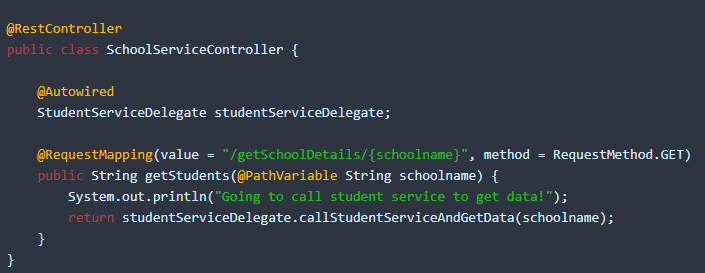 @RestController
public class SchoolServiceController {
@Autowired
StudentServiceDelegate studentServiceDelegate;
@RequestMapping(value = "/getSchoolDetails/{schoolname}", method = RequestMethod.GET)
public String getStudents(@PathVariable String schoolname) {
System.out.println("Going to call student service to get data!");
return studentServiceDelegate.callStudentServiceAndGetData(schoolname);
}
}